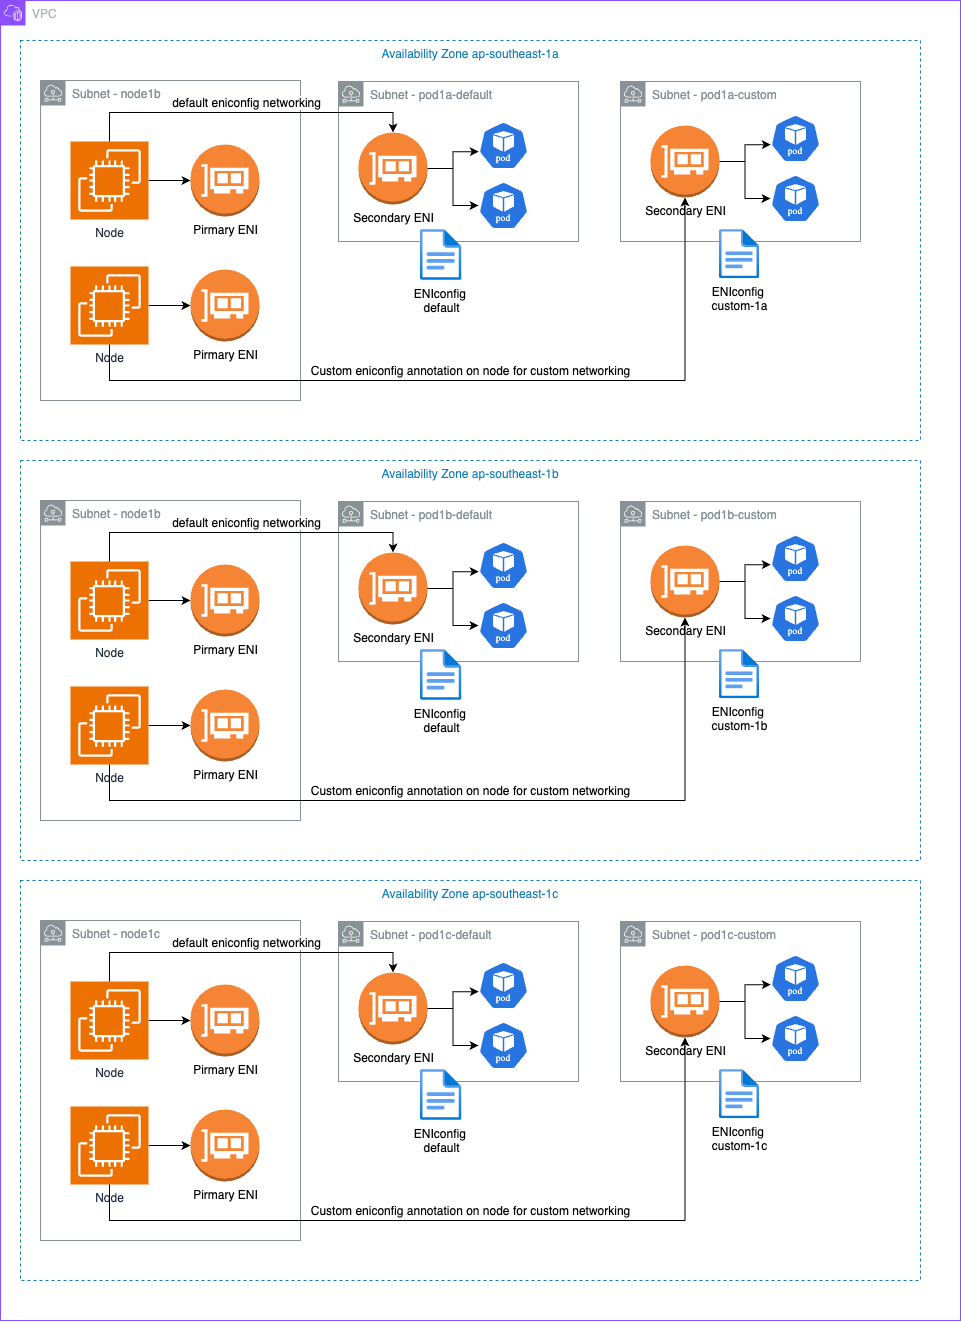 VPC
Availability Zone ap-southeast-1a
Subnet - node1b
default eniconfig networking
Subnet - pod1a-default
Subnet - pod1a-custom
pod
pod
pod
pod
Node
Pirmary ENI
Secondary ENI
Secondary ENI
ENIconfig
default
ENIconfig
custom-1a
Node
Pirmary ENI
Custom eniconfig annotation on node for custom networking
Availability Zone ap-southeast-1b
Subnet - node1b
default eniconfig networking
Subnet - pod1b-default
Subnet - pod1b-custom
pod
pod
pod
pod
Node
Pirmary ENI
Secondary ENI
Secondary ENI
ENIconfig
default
ENIconfig
custom-1b
Node
Pirmary ENI
Custom eniconfig annotation on node for custom networking
Availability Zone ap-southeast-1c
Subnet - node1c
default eniconfig networking
Subnet - pod1c-default
Subnet - pod1c-custom
pod
pod
pod
pod
Node
Pirmary ENI
Secondary ENI
Secondary ENI
ENIconfig
default
ENIconfig
custom-1c
Node
Pirmary ENI
Custom eniconfig annotation on node for custom networking